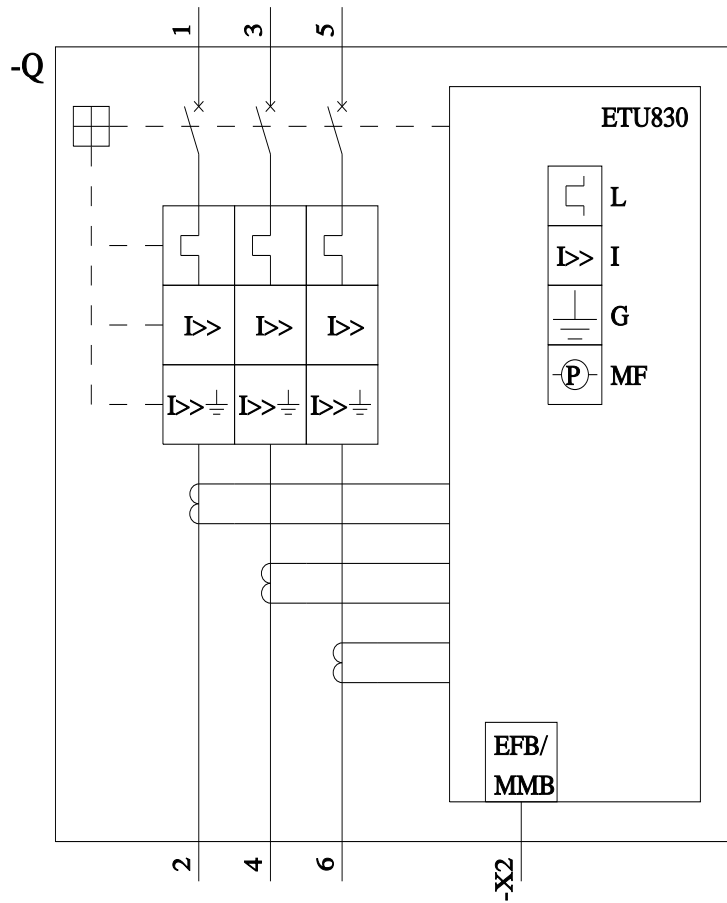 1 3 5
-Q
ETU830
L
I>> I
G
P MF
I>> I>> I>>
I>> I>> I>>
EFB/
MMB
2 4 6
-X2